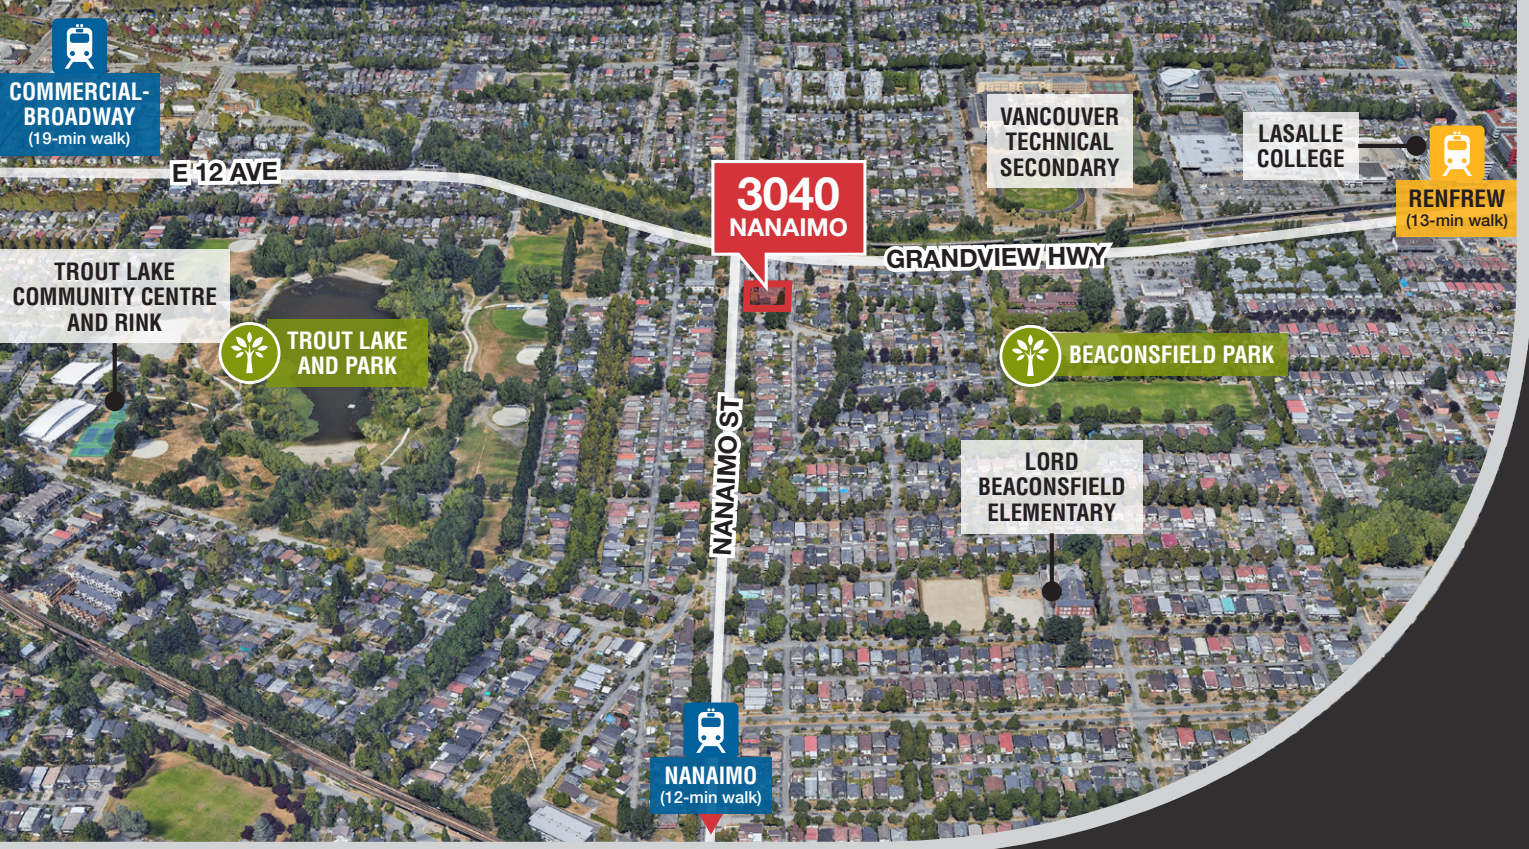 COMMERCIAL-
BROADWAY
(19-min walk)
E 12 AVE
VANCOUVER
TECHNICAL
SECONDARY
LASALLE
COLLEGE
RENFREW
(13-min walk)
3040
NANAIMO
GRANDVIEW HWY
TROUT LAKE
COMMUNITY CENTRE
AND RINK
TROUT LAKE
AND PARK
BEACONSFIELD PARK
NANAIMO ST
LORD
BEACONSFIELD
ELEMENTARY
NANAIMO
(12-min walk)